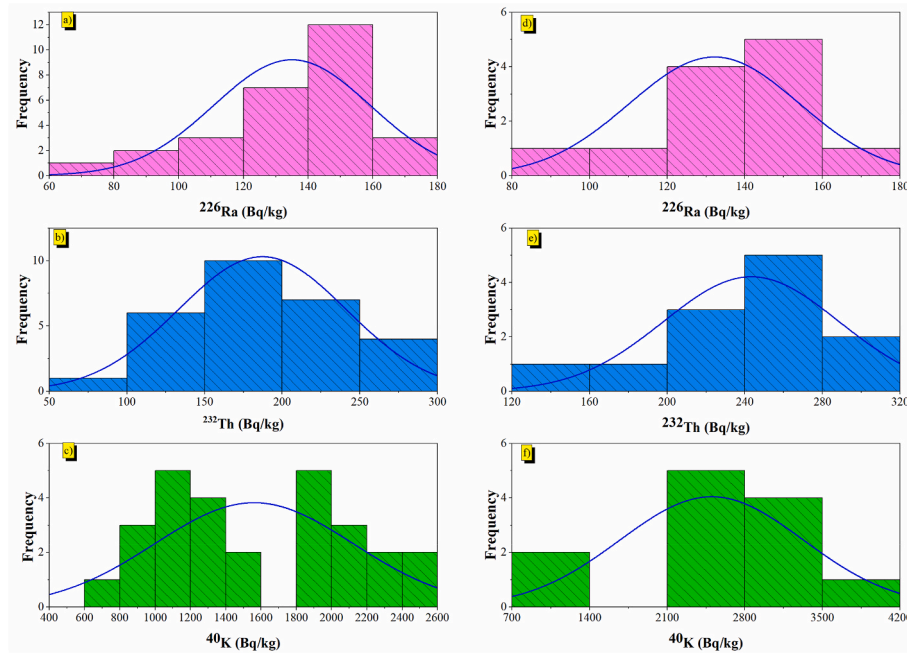 a)
Frequency
12
10
8
6
4
2
0
60 80 100 120 140 160 180
²²⁶Ra (Bq/kg)
d)
Frequency
6
4
2
0
80 100 120 140 160 180
²²⁶Ra (Bq/kg)
b)
Frequency
10
5
0
50 100 150 200 250 300
²³²Th (Bq/kg)
e)
Frequency
6
4
2
0
120 160 200 240 280 320
²³²Th (Bq/kg)
c)
Frequency
6
4
2
0
400 600 800 1000 1200 1400 1600 1800 2000 2200 2400 2600
⁴⁰K (Bq/kg)
f)
Frequency
6
4
2
0
700 1400 2100 2800 3500 4200
⁴⁰K (Bq/kg)